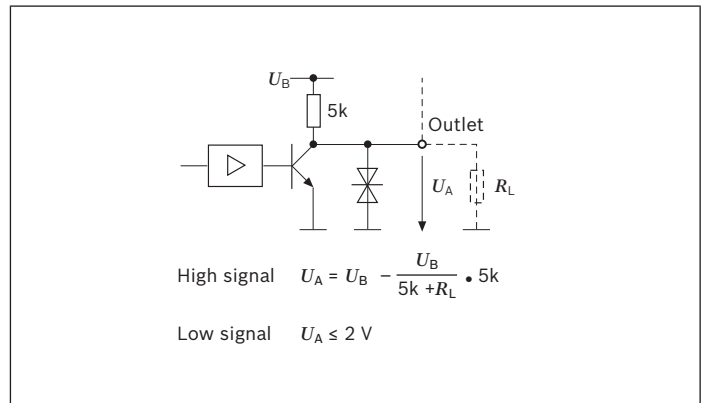 U_B
5k
Outlet
U_A R_L
High signal U_A = U_B − U_B / (5k + R_L) • 5k
Low signal U_A ≤ 2 V